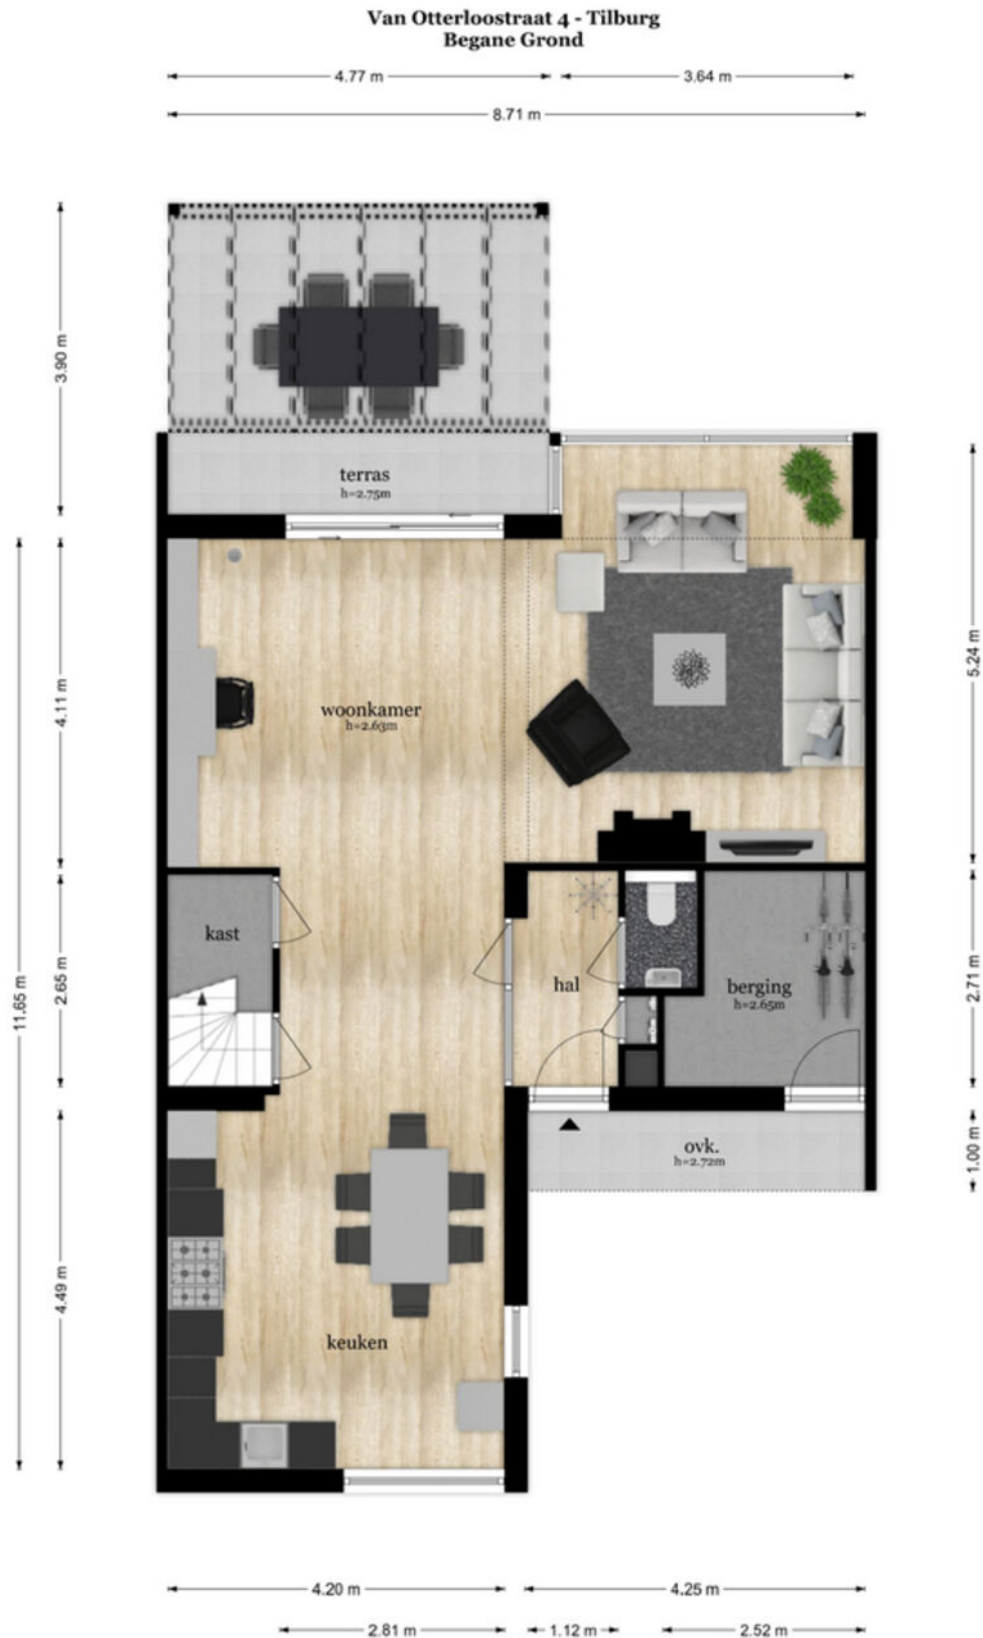 Van Otterloostraat 4 - Tilburg
Begane Grond
4.77 m
3.64 m
8.71 m
3.90 m
terras
h=2.75m
5.24 m
4.11 m
woonkamer
h=2.63m
kast
hal
berging
h=2.65m
2.65 m
2.71 m
11.65 m
ovk.
h=2.72m
1.00 m
4.49 m
keuken
4.20 m
4.25 m
2.81 m
1.12 m
2.52 m